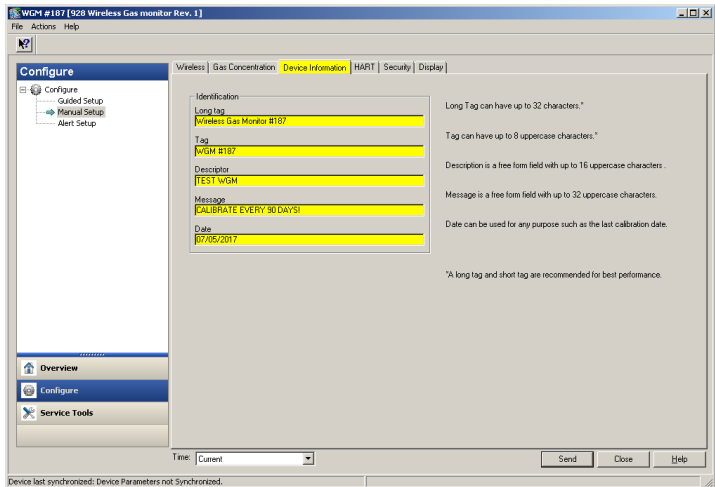 WGM #187 [928 Wireless Gas monitor Rev. 1]
File Actions Help
Configure
Configure
Guided Setup
Manual Setup
Alert Setup
Overview
Configure
Service Tools
Wireless Gas Concentration Device Information HART Security Display
Identification
Long tag
Wireless Gas Monitor #187
Long Tag can have up to 32 characters.*
Tag
WGM #187
Tag can have up to 8 uppercase characters.*
Descriptor
TEST WGM
Description is a free form field with up to 16 uppercase characters .
Message
CALIBRATE EVERY 90 DAYS!
Message is a free form field with up to 32 uppercase characters.
Date
07/05/2017
Date can be used for any purpose such as the last calibration date.
*A long tag and short tag are recommended for best performance.
Time: Current
Send Close Help
Device last synchronized: Device Parameters not Synchronized.